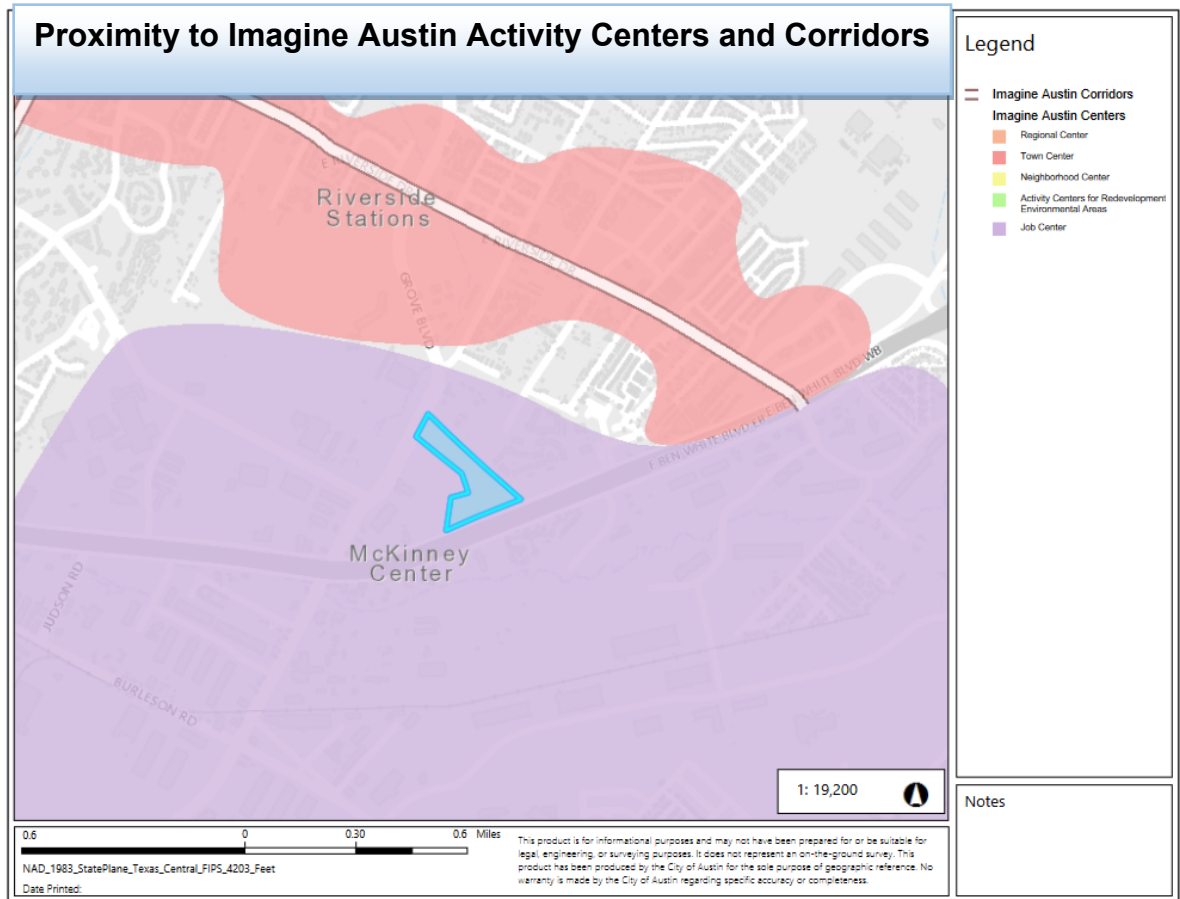 Proximity to Imagine Austin Activity Centers and Corridors
Legend
Imagine Austin Corridors
Imagine Austin Centers
Regional Center
Town Center
Neighborhood Center
Activity Centers for Redevelopment
Environmental Areas
Job Center
E RIVERSIDE DR
Riverside
Stations
E RIVERSIDE DR
GROVE BLVD
E BEN WHITE BLVD WB
E BEN WHITE BLVD EB
McKinney
Center
JUDSON RD
BURLESON RD
1: 19,200
Notes
0.6
0
0.30
0.6 Miles
NAD_1983_StatePlane_Texas_Central_FIPS_4203_Feet
Date Printed:
This product is for informational purposes and may not have been prepared for or be suitable for
legal, engineering, or surveying purposes. It does not represent an on-the-ground survey. This
product has been produced by the City of Austin for the sole purpose of geographic reference. No
warranty is made by the City of Austin regarding specific accuracy or completeness.